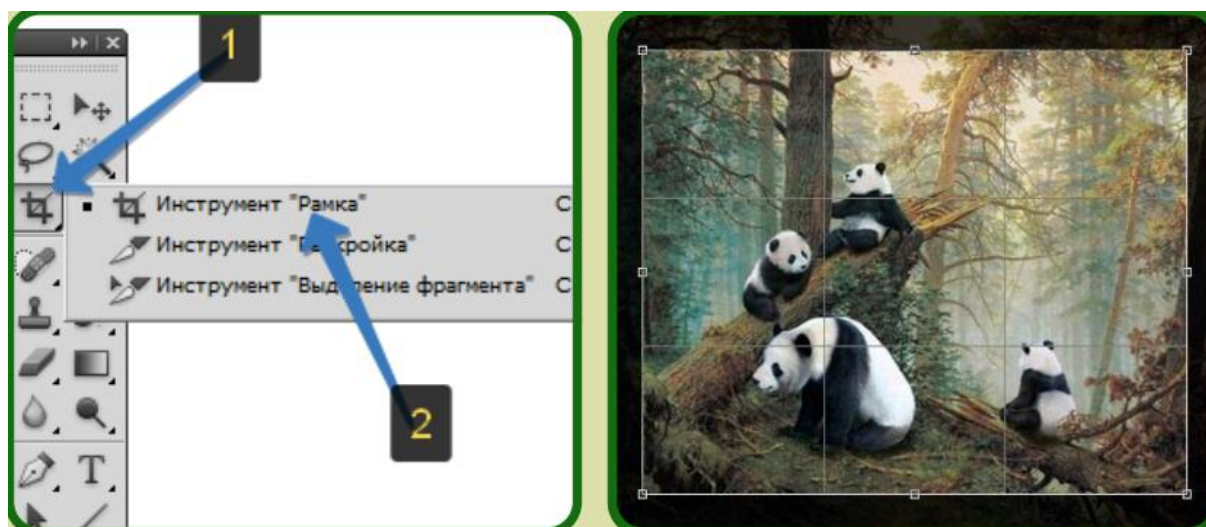 1
Инструмент "Рамка" C
Инструмент "Раскройка" C
Инструмент "Выделение фрагмента" C
2
T